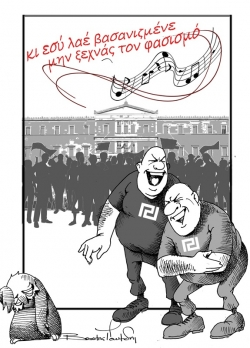 κι εσύ λαέ βασανισμένε
μην ξεχνάς τον φασισμό